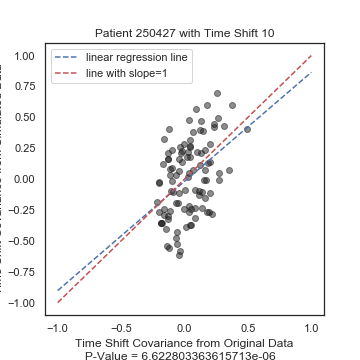 Patient 250427 with Time Shift 10
linear regression line
line with slope=1
1.00
0.75
0.50
0.25
0.00
−0.25
−0.50
−0.75
−1.00
−1.0 −0.5 0.0 0.5 1.0
Time Shift Covariance from Original Data
P-Value = 6.622803363615713e-06